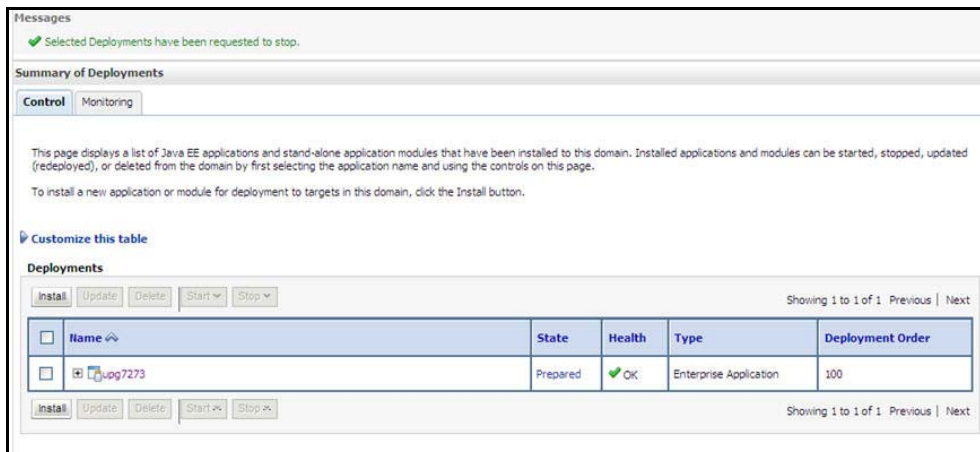 Messages
Selected Deployments have been requested to stop.
Summary of Deployments
Control Monitoring
This page displays a list of Java EE applications and stand-alone application modules that have been installed to this domain. Installed applications and modules can be started, stopped, updated
(redeployed), or deleted from the domain by first selecting the application name and using the controls on this page.
To install a new application or module for deployment to targets in this domain, click the Install button.
Customize this table
Deployments
Install Update Delete Start Stop Showing 1 to 1 of 1 Previous | Next
Name State Health Type Deployment Order
upg7273 Prepared OK Enterprise Application 100
Install Update Delete Start Stop Showing 1 to 1 of 1 Previous | Next